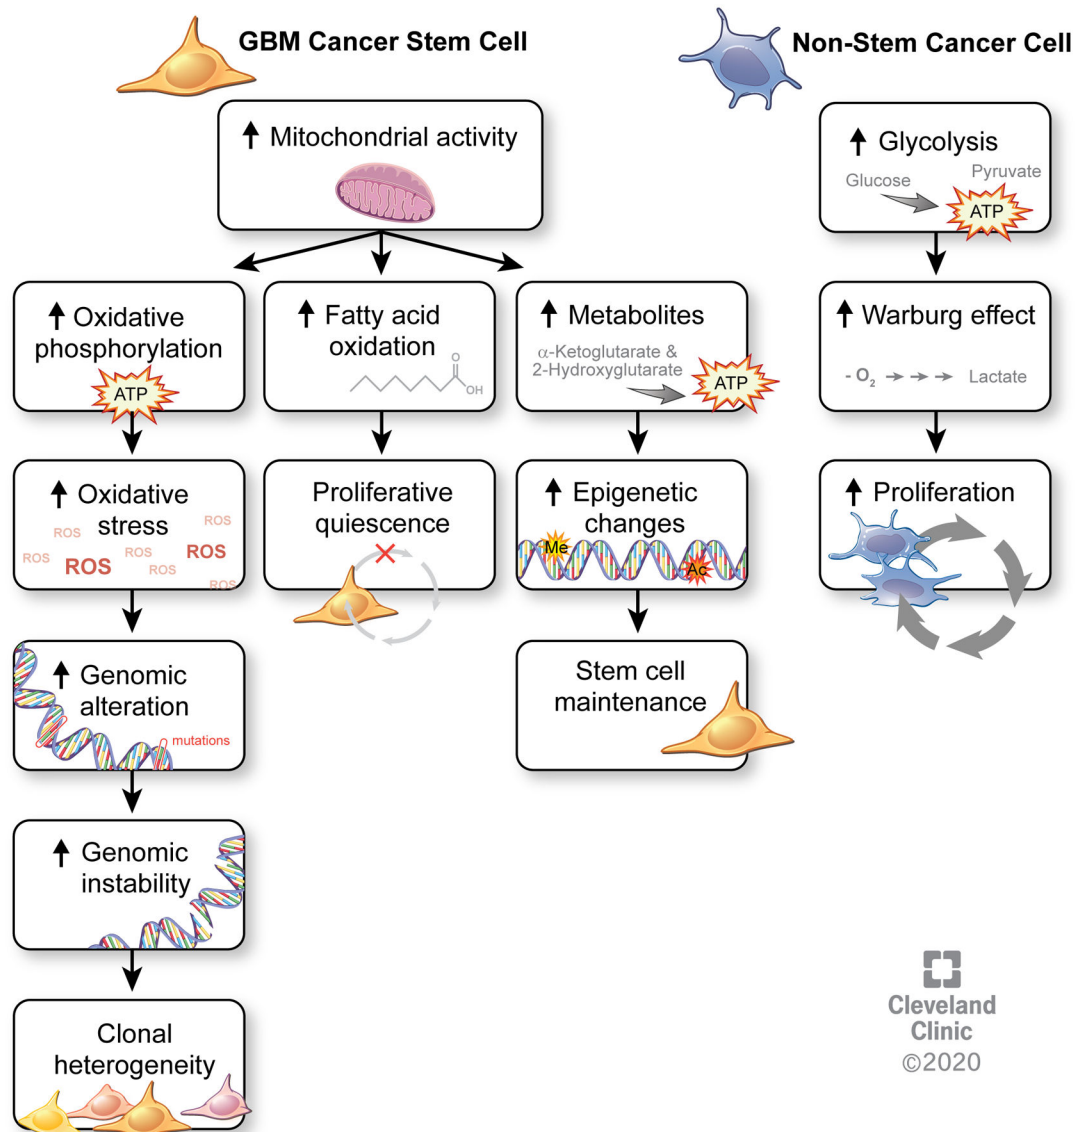 GBM Cancer Stem Cell
Non-Stem Cancer Cell
Mitochondrial activity
Glycolysis
Glucose
Pyruvate
ATP
Oxidative
phosphorylation
ATP
Fatty acid
oxidation
O
OH
Metabolites
α-Ketoglutarate &
2-Hydroxyglutarate
ATP
Warburg effect
- O₂
Lactate
Oxidative
stress
ROS
ROS
ROS
ROS
ROS
ROS
ROS
ROS
Proliferative
quiescence
Epigenetic
changes
Me
Ac
Proliferation
Genomic
alteration
mutations
Stem cell
maintenance
Genomic
instability
Clonal
heterogeneity
Cleveland
Clinic
©2020